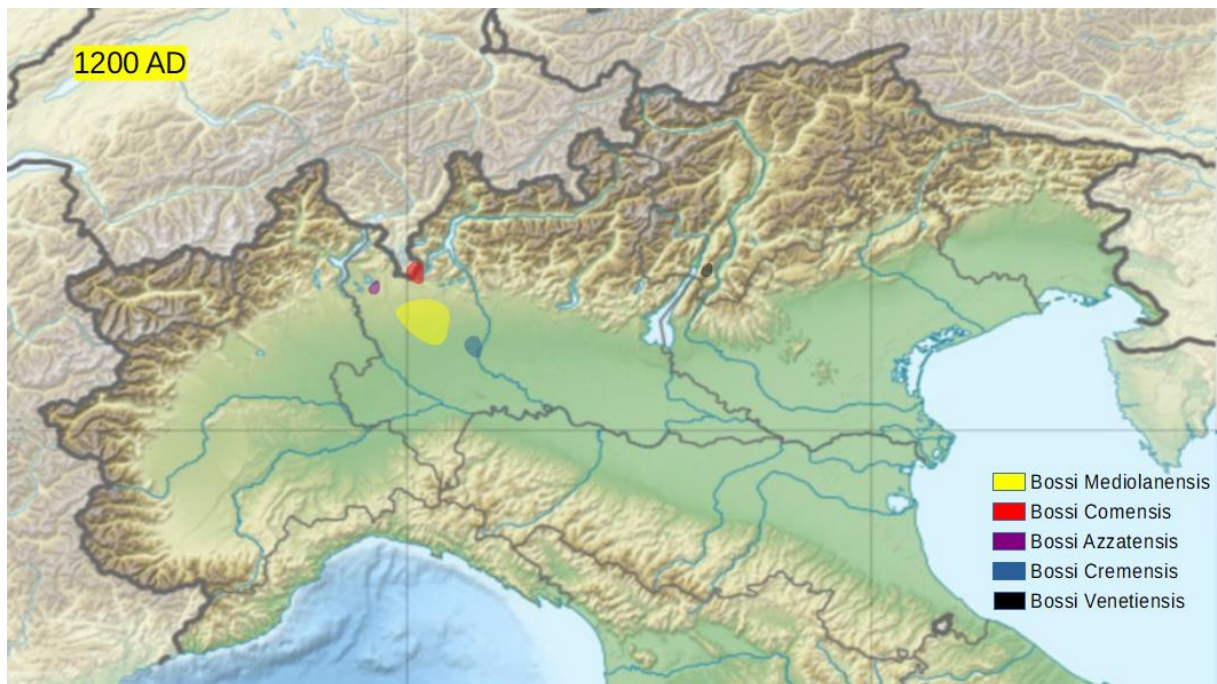 1200 AD
Bossi Mediolanensis
Bossi Comensis
Bossi Azzatensis
Bossi Cremensis
Bossi Venetiensis